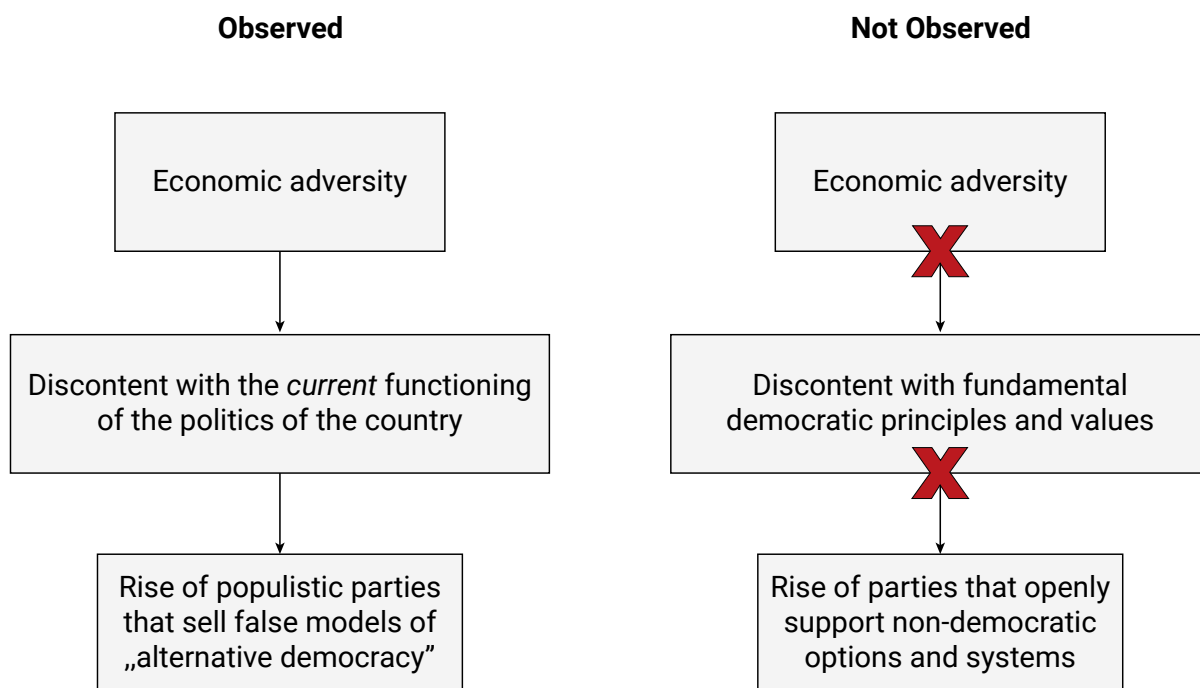 Observed
Economic adversity
Discontent with the current functioning
of the politics of the country
Rise of populistic parties
that sell false models of
,,alternative democracy”
Not Observed
Economic adversity
Discontent with fundamental
democratic principles and values
Rise of parties that openly
support non-democratic
options and systems